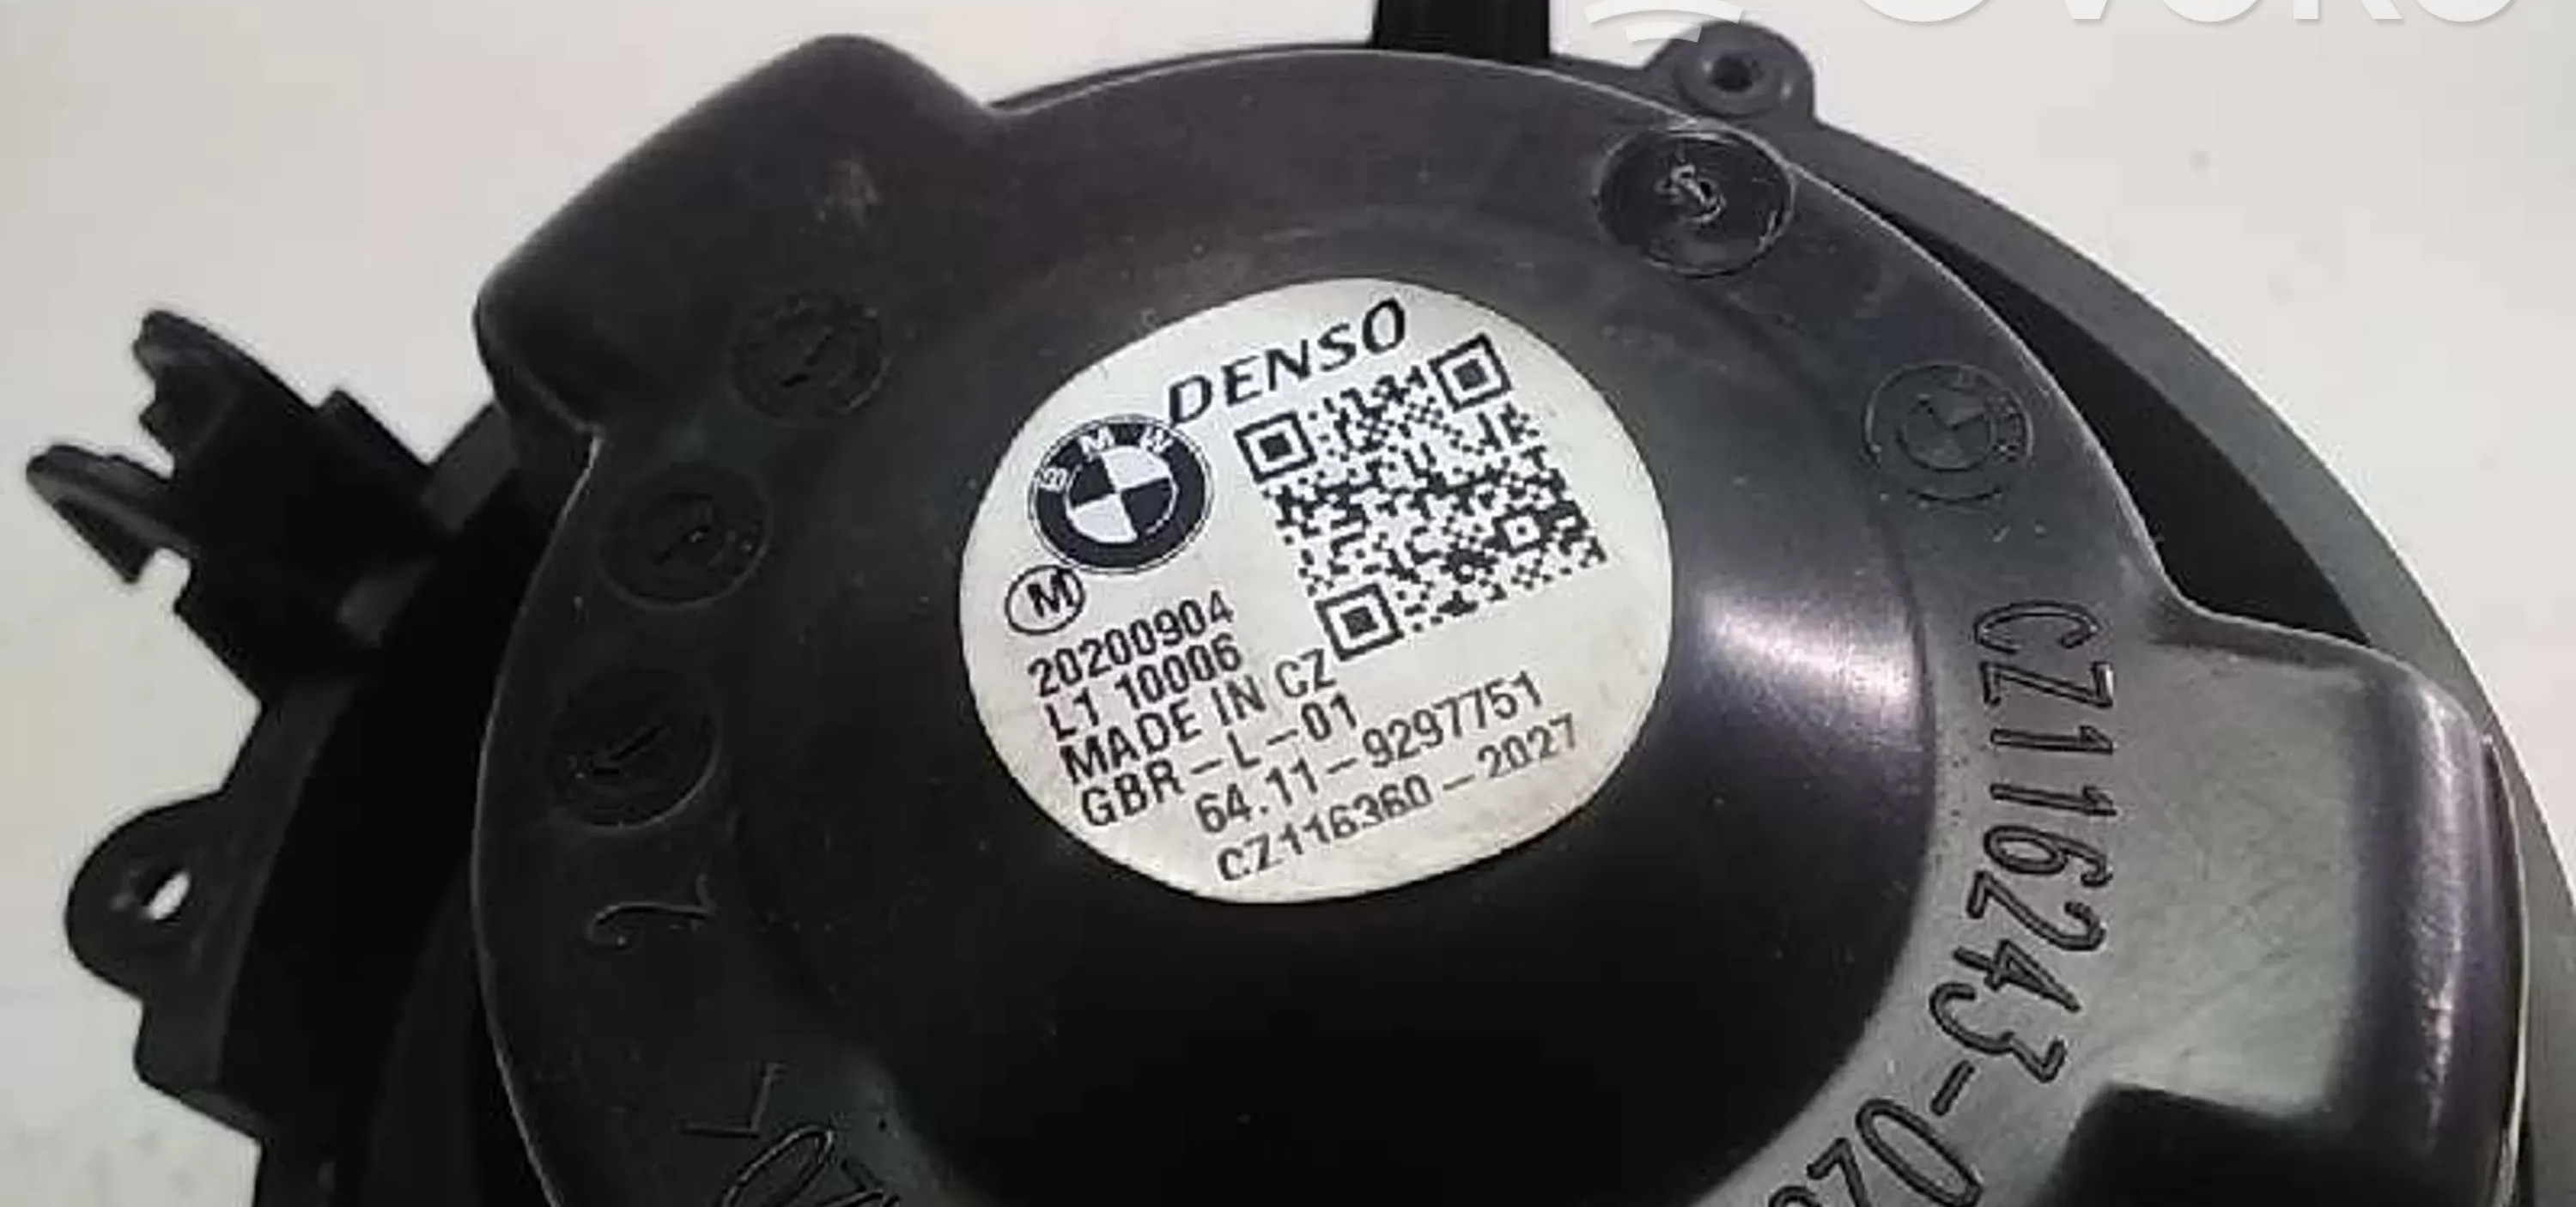 DENSO
BMW
M
20200904
L1 10006
MADE IN CZ
GBR-L-01
64.11-9297751
CZ116360-2027
CZ116243-02